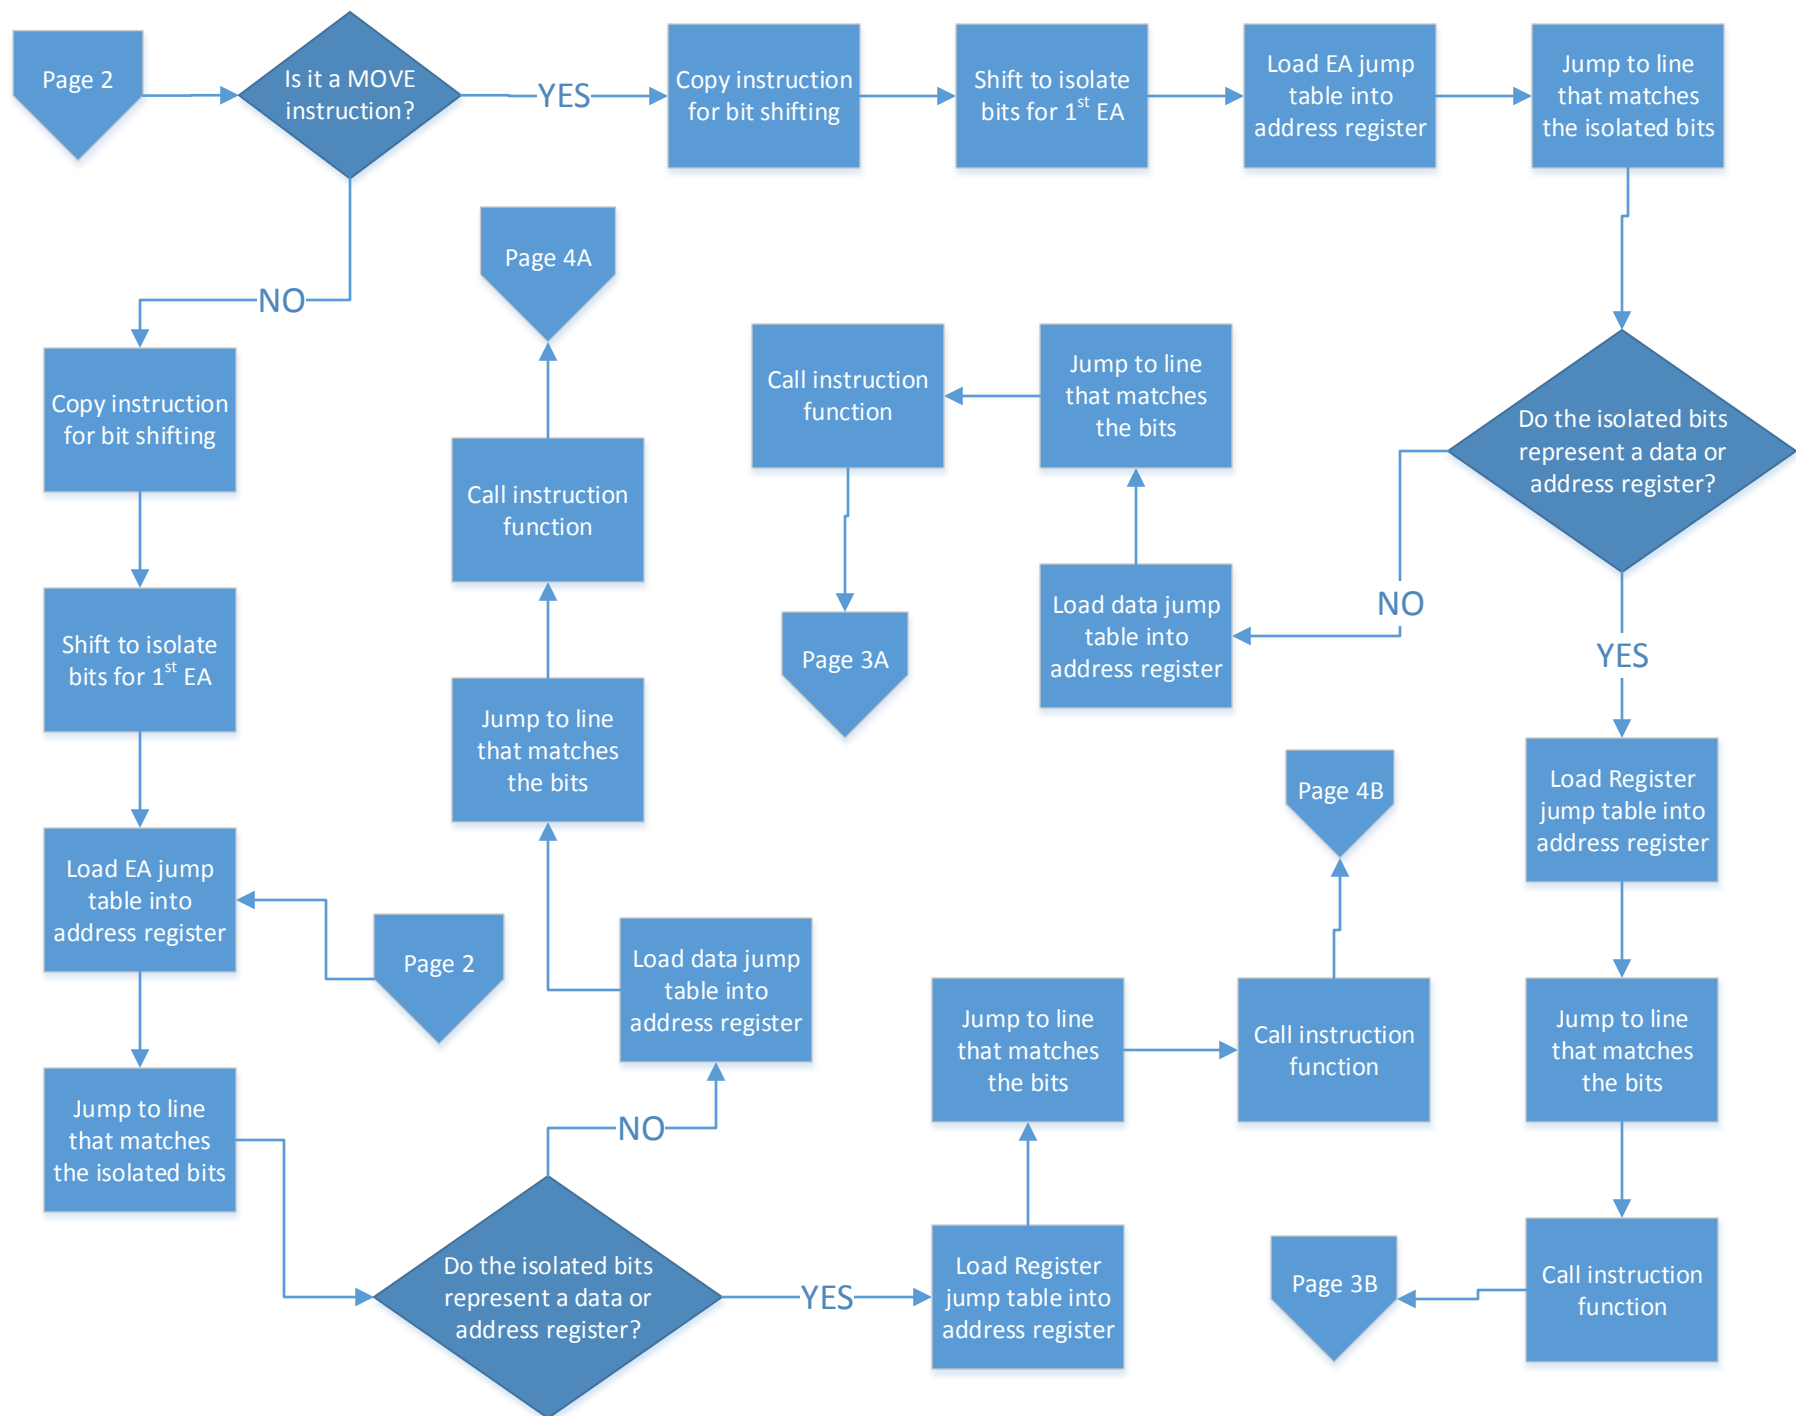 Page 2
Is it a MOVE
instruction?
YES
Copy instruction
for bit shifting
Shift to isolate
bits for 1st EA
Load EA jump
table into
address register
Jump to line
that matches
the isolated bits
Page 4A
NO
Copy instruction
for bit shifting
Call instruction
function
Jump to line
that matches
the bits
Do the isolated bits
represent a data or
address register?
Call instruction
function
Shift to isolate
bits for 1st EA
Page 3A
Load data jump
table into
address register
NO
YES
Jump to line
that matches
the bits
Page 4B
Load Register
jump table into
address register
Load EA jump
table into
address register
Page 2
Load data jump
table into
address register
Jump to line
that matches
the bits
Call instruction
function
Jump to line
that matches
the bits
Jump to line
that matches
the isolated bits
NO
Do the isolated bits
represent a data or
address register?
YES
Load Register
jump table into
address register
Page 3B
Call instruction
function